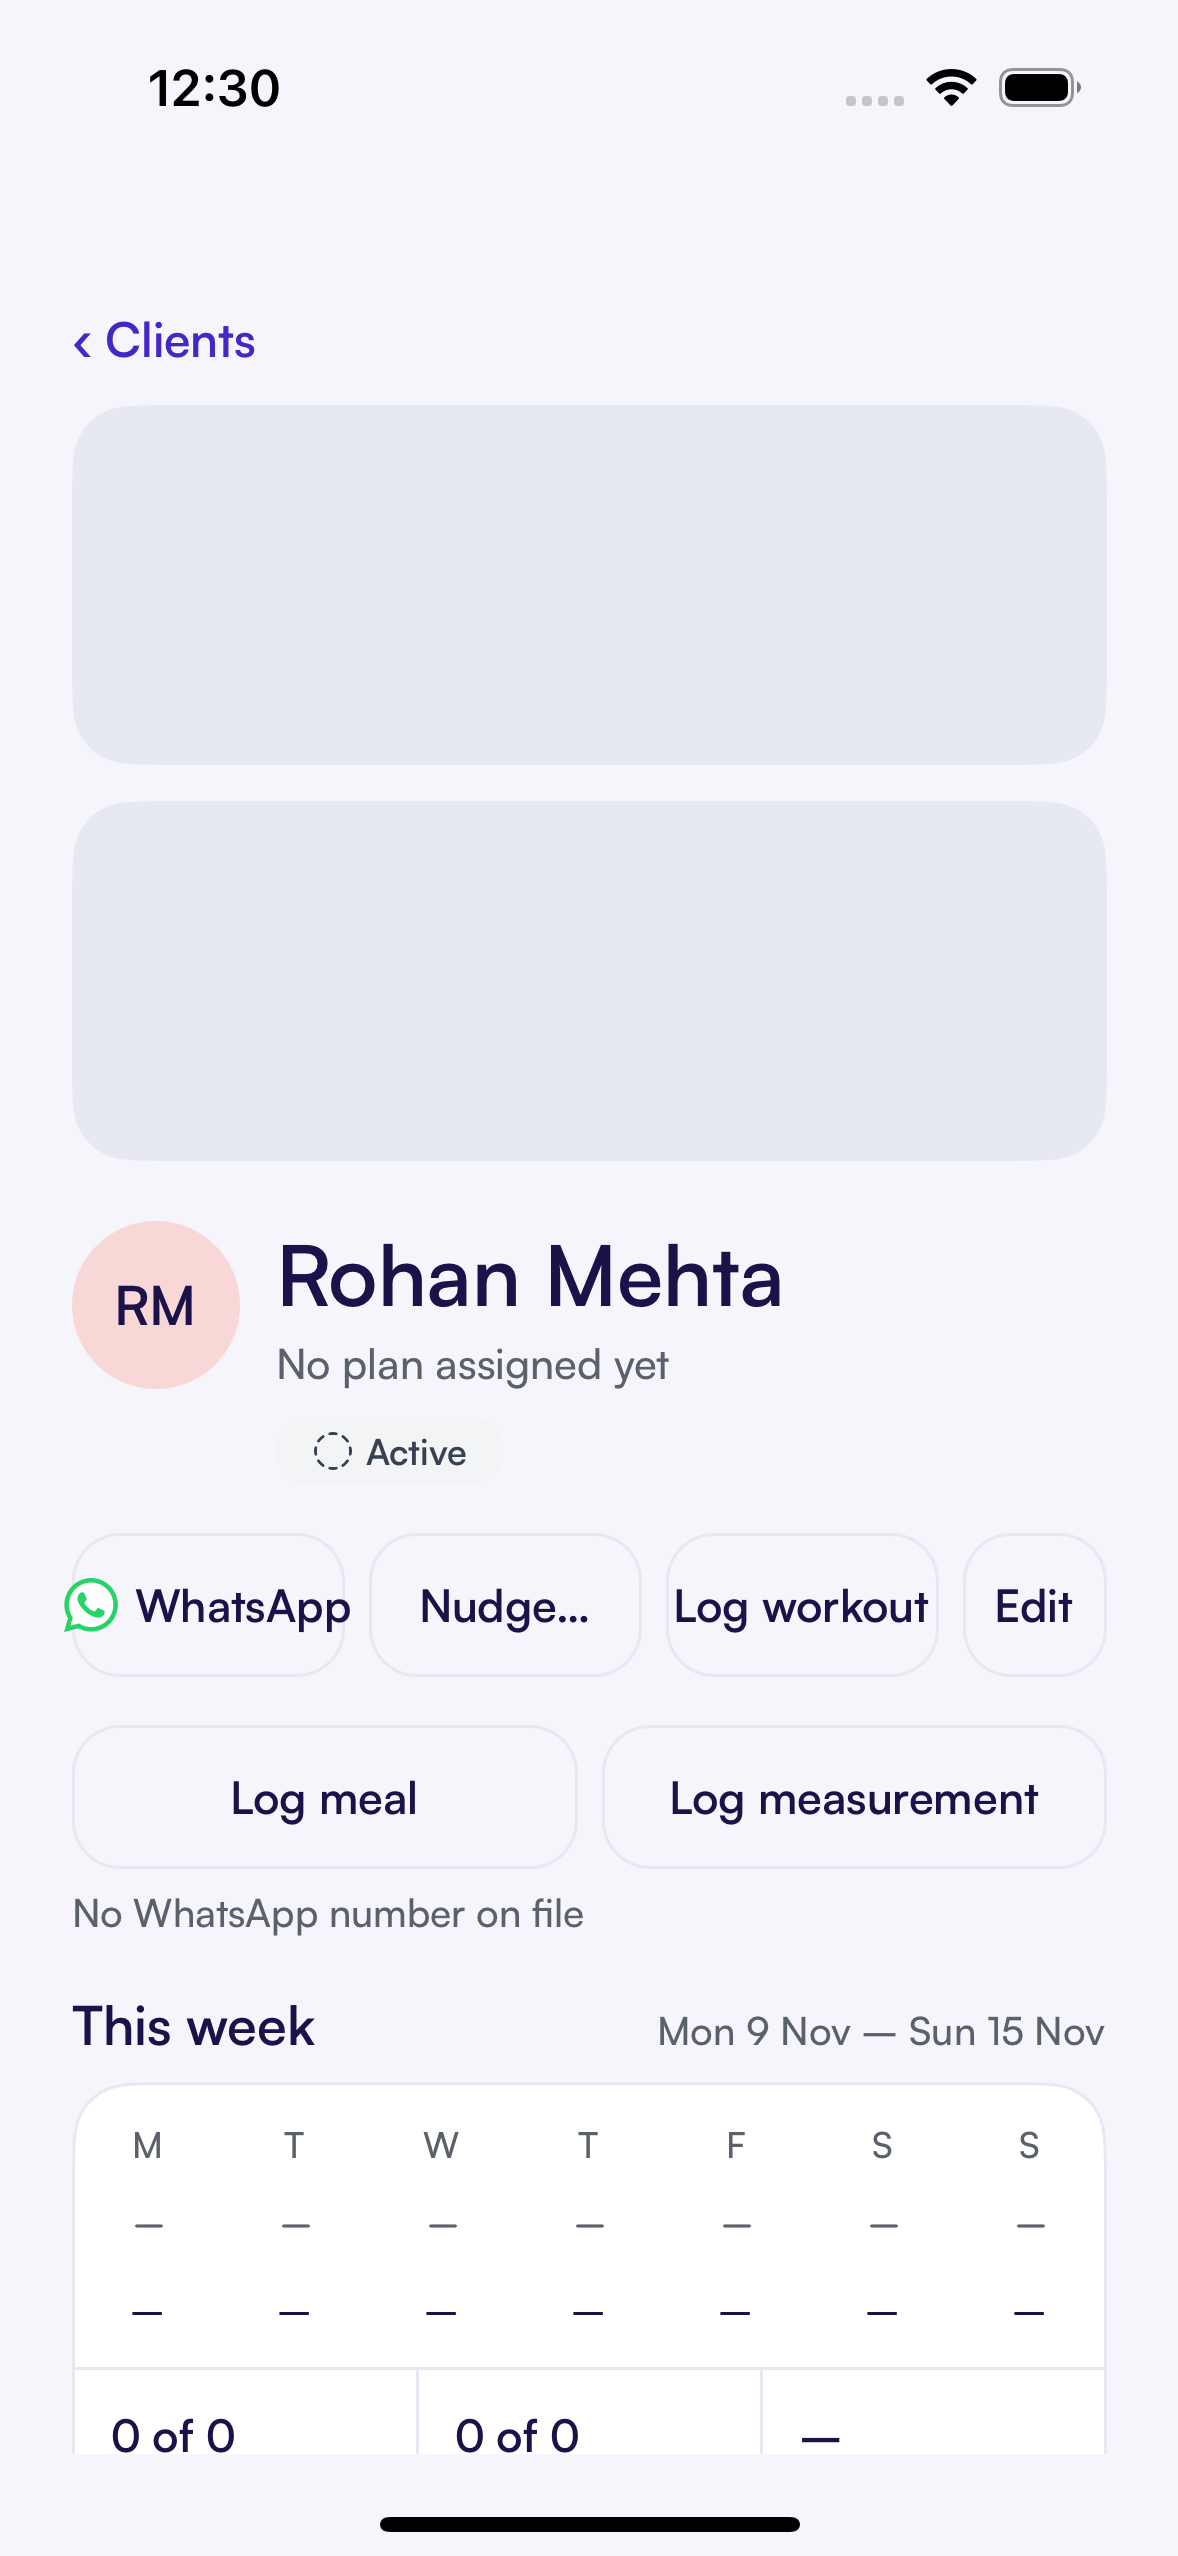 12:30
‹ Clients
RM
Rohan Mehta
No plan assigned yet
Active
WhatsApp Nudge... Log workout Edit
Log meal Log measurement
No WhatsApp number on file
This week Mon 9 Nov — Sun 15 Nov
M T W T F S S
— — — — — — —
— — — — — — —
0 of 0 0 of 0 —